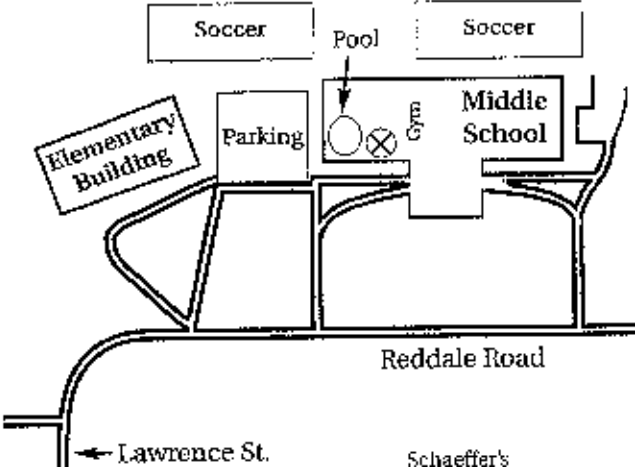 Soccer
Soccer
Pool
Elementary
Building
Parking
Gym
Middle
School
Reddale Road
Lawrence St.
Schaeffer's